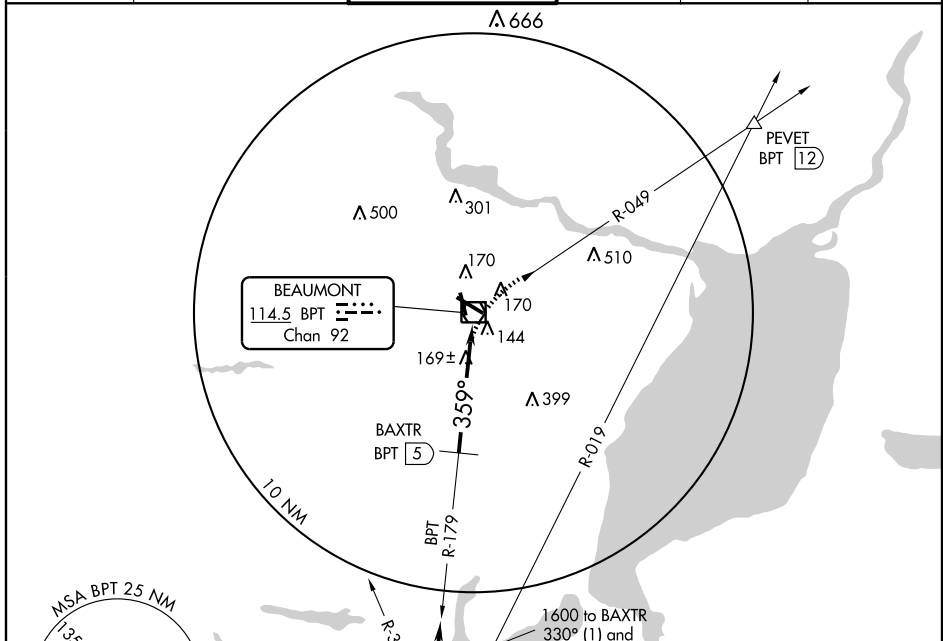 666
PEVET
BPT 12
R-049
301
500
510
170
BEAUMONT
114.5 BPT
Chan 92
170
144
169±
359°
399
BAXTR
BPT 5
R-019
10 NM
BPT
R-179
MSA BPT 25 NM
135
R-3
1600 to BAXTR
330° (1) and